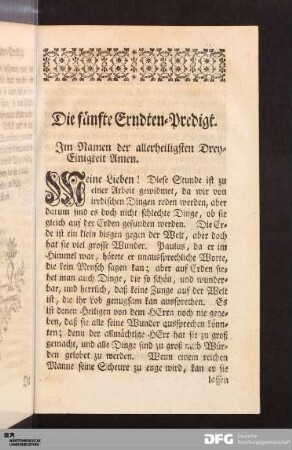 Die fünfte Erndten-Predigt.
Im Namen der allerheiligsten Drey-
Einigkeit Amen.
Meine Lieben! Diese Stunde ist zu
einer Arbeit gewidmet, da wir von
irrdischen Dingen reden werden, aber
darum sind es doch nicht schlechte Dinge, ob sie
gleich auf der Erden gefunden werden. Die Er-
de ist ein klein bisgen gegen der Welt, aber doch
hat sie viel grosse Wunder. Paulus, da er im
Himmel war, hörete er unaussprechliche Worte,
die kein Mensch sagen kan; aber auf Erden sie-
het man auch Dinge, die so schön, und wunder-
bar, und herrlich, daß keine Zunge auf der Welt
ist, die ihr Lob genugsam kan aussprechen. Es
ist denen Heiligen von dem HErrn noch nie gege-
ben, daß sie alle seine Wunder aussprechen kön-
ten; denn der allmächtige HErr hat sie zu groß
gemacht, und alle Dinge sind zu groß nach Wür-
den gelobet zu werden. Wenn einem reichen
Manne seine Scheure zu enge wird, kan er sie
lassen
WÜRTTEMBERGISCHE
LANDESBIBLIOTHEK
DFG Deutsche
Forschungsgemeinschaft